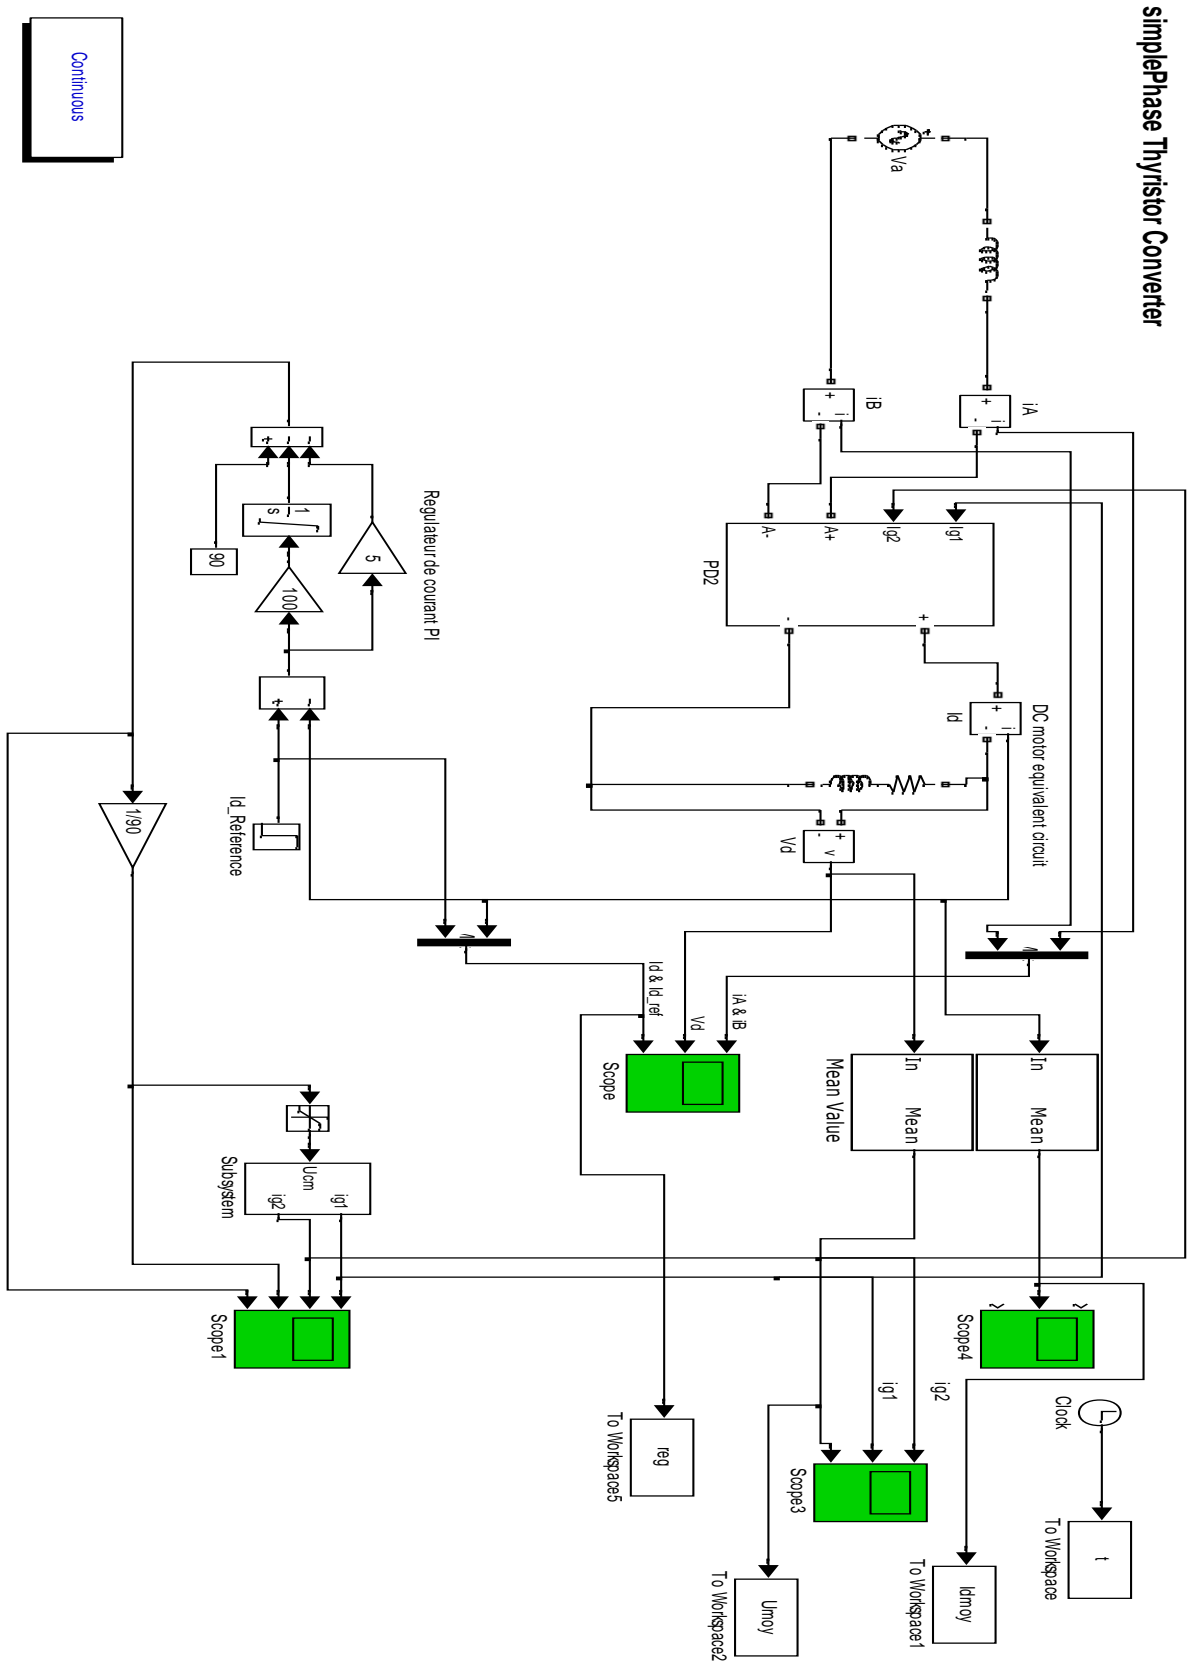 simplePhase Thyristor Converter
Continuous
Va
+
iA
+
-
i
iB
+
-
i
Ig1
Ig2
A+
A-
+
-
PD2
DC motor equivalent circuit
+
-
i
Id
+
-
v
Vd
In
Mean
In
Mean
Mean Value
iA & iB
Vd
Id & Id_ref
Scope
Regulateur de courant PI
5
100
1
s
90
Id_Reference
1/90
Ucm
ig1
ig2
Subsystem
Scope1
Scope4
ig2
ig1
Scope3
Clock
t
To Workspace
Idmoy
To Workspace1
Umoy
To Workspace2
reg
To Workspace5